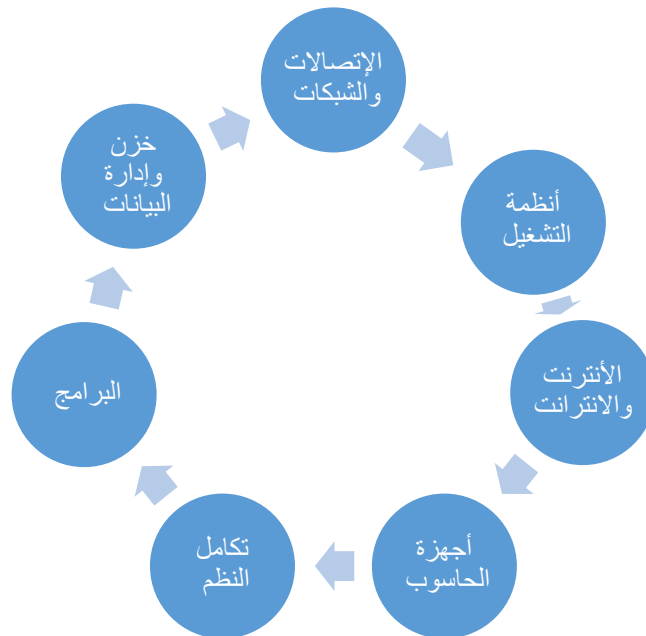 الإتصالات
والشبكات
أنظمة
التشغيل
الأنترنت
والانترانت
أجهزة
الحاسوب
تكامل
النظم
البرامج
خزن
وإدارة
البيانات